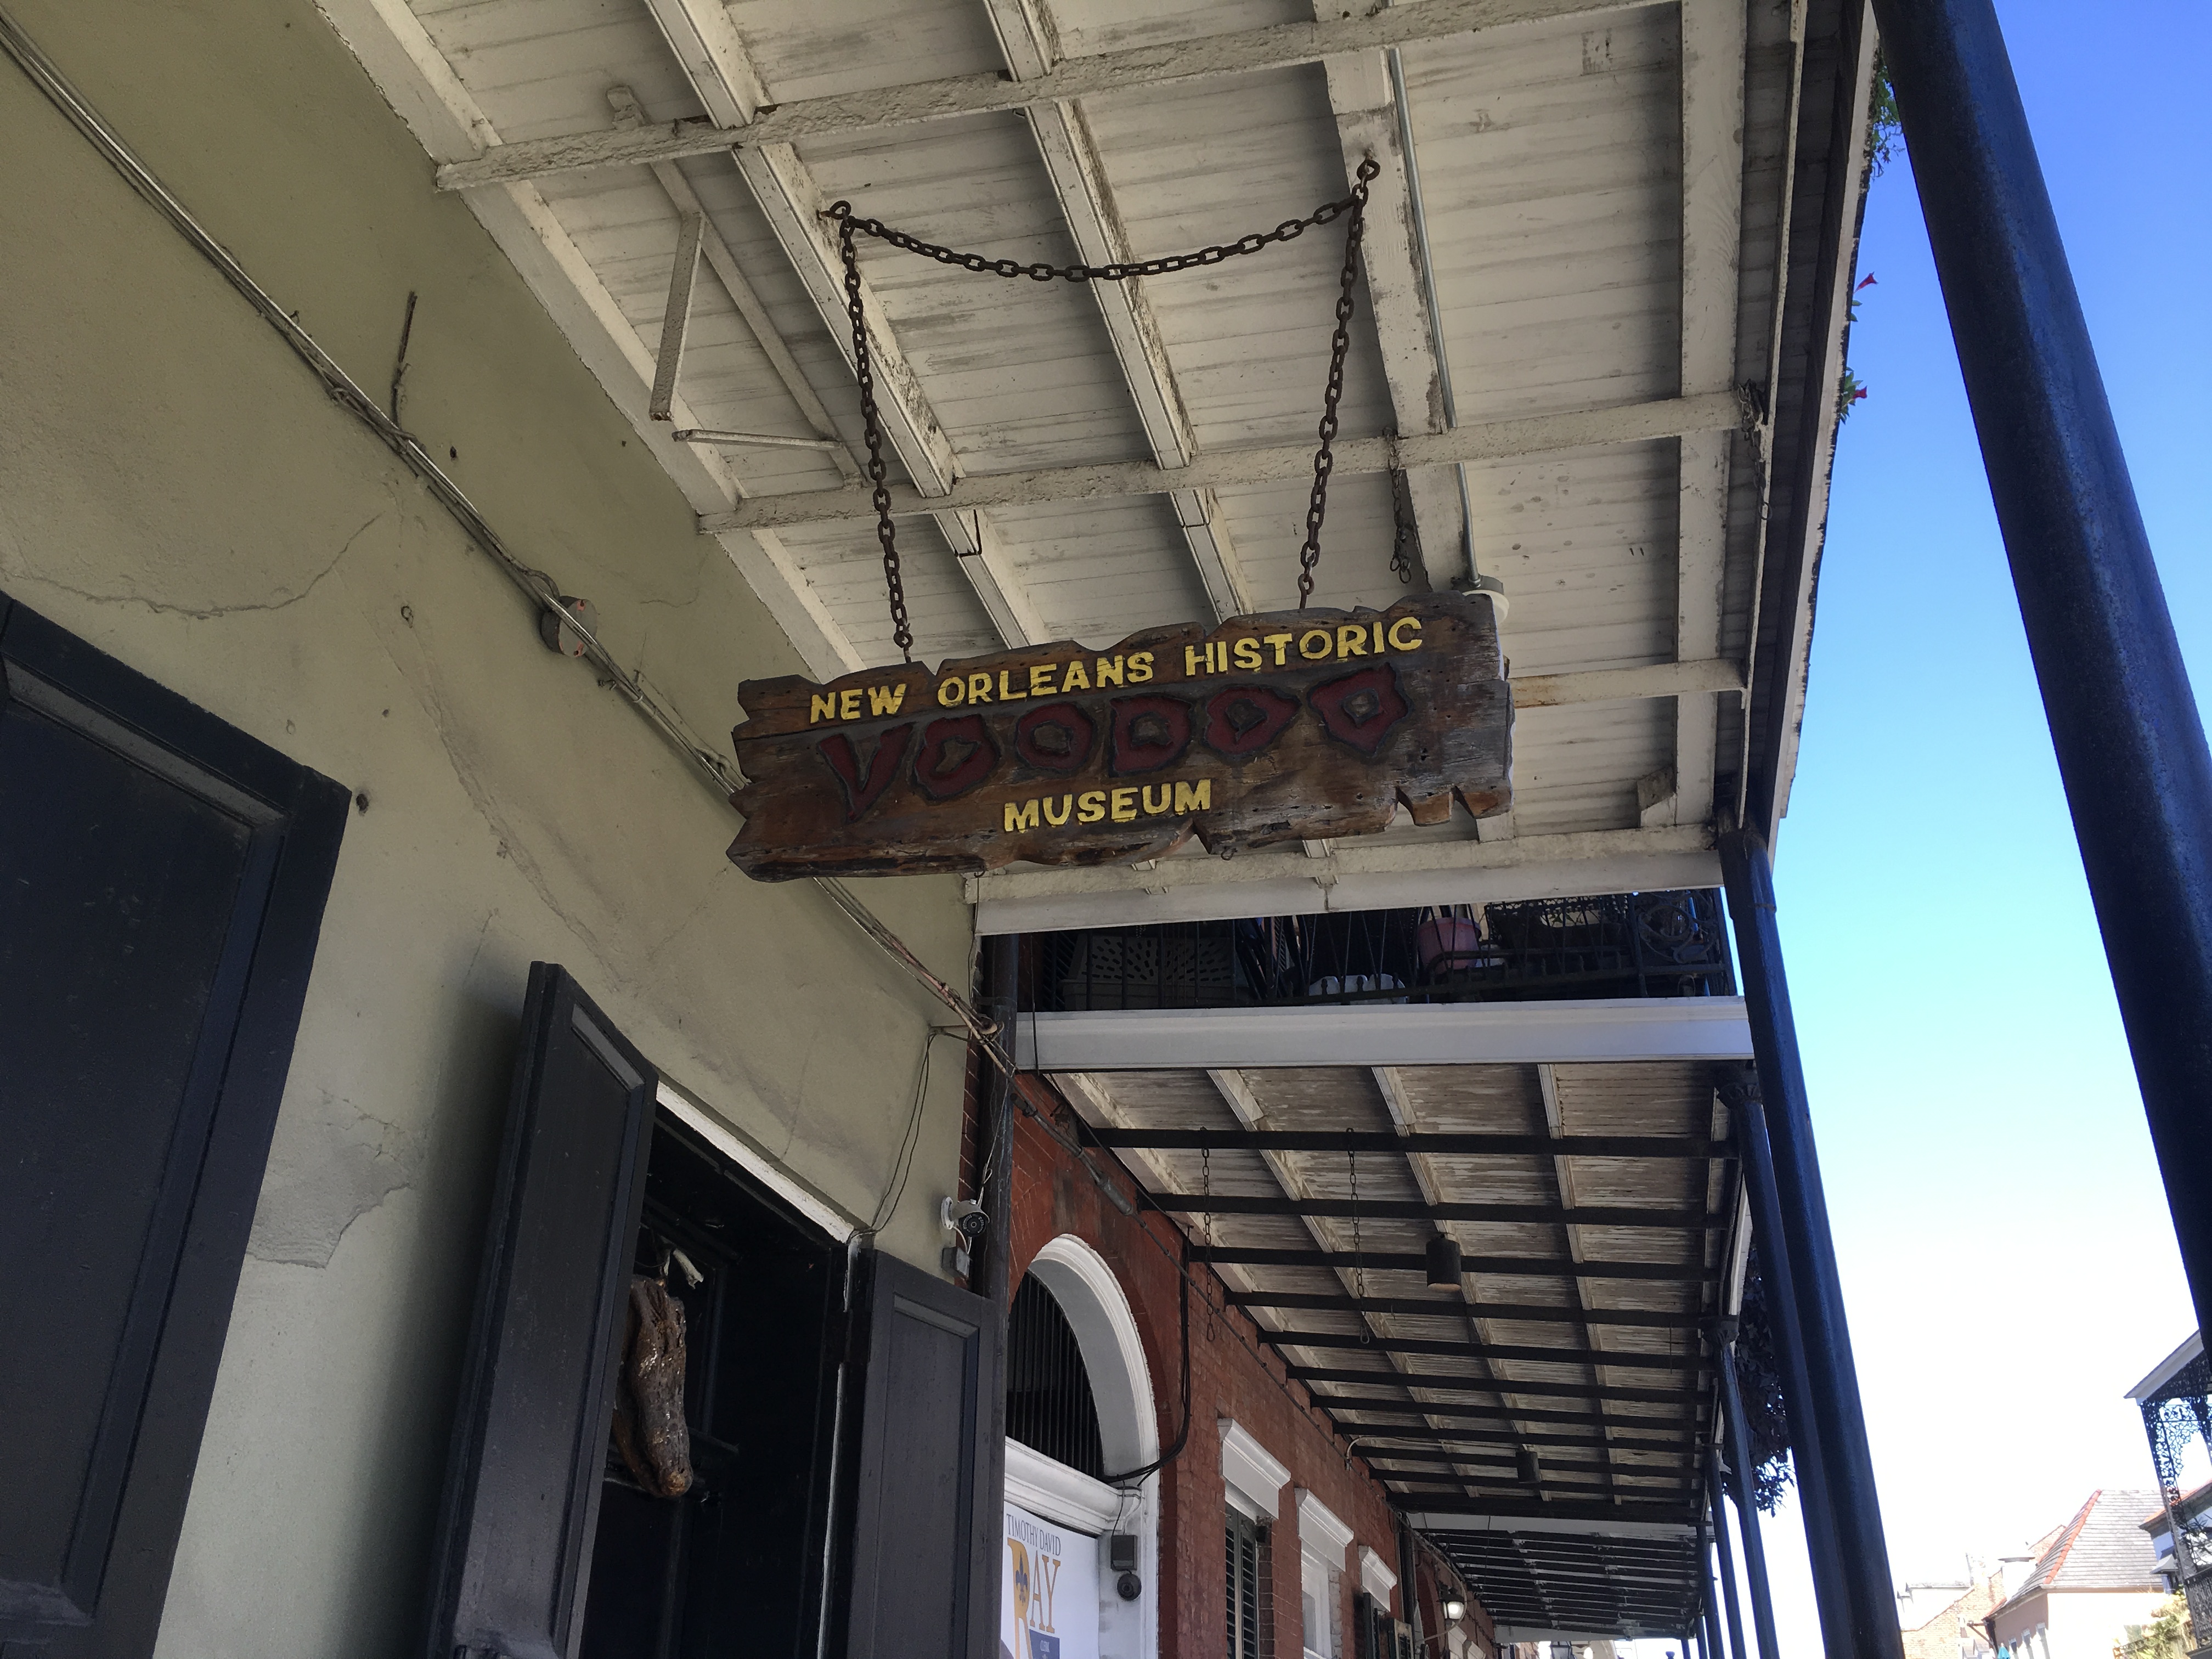 NEW ORLEANS HISTORIC
VOODOO
MUSEUM
TIMOTHY DAVID
RAY